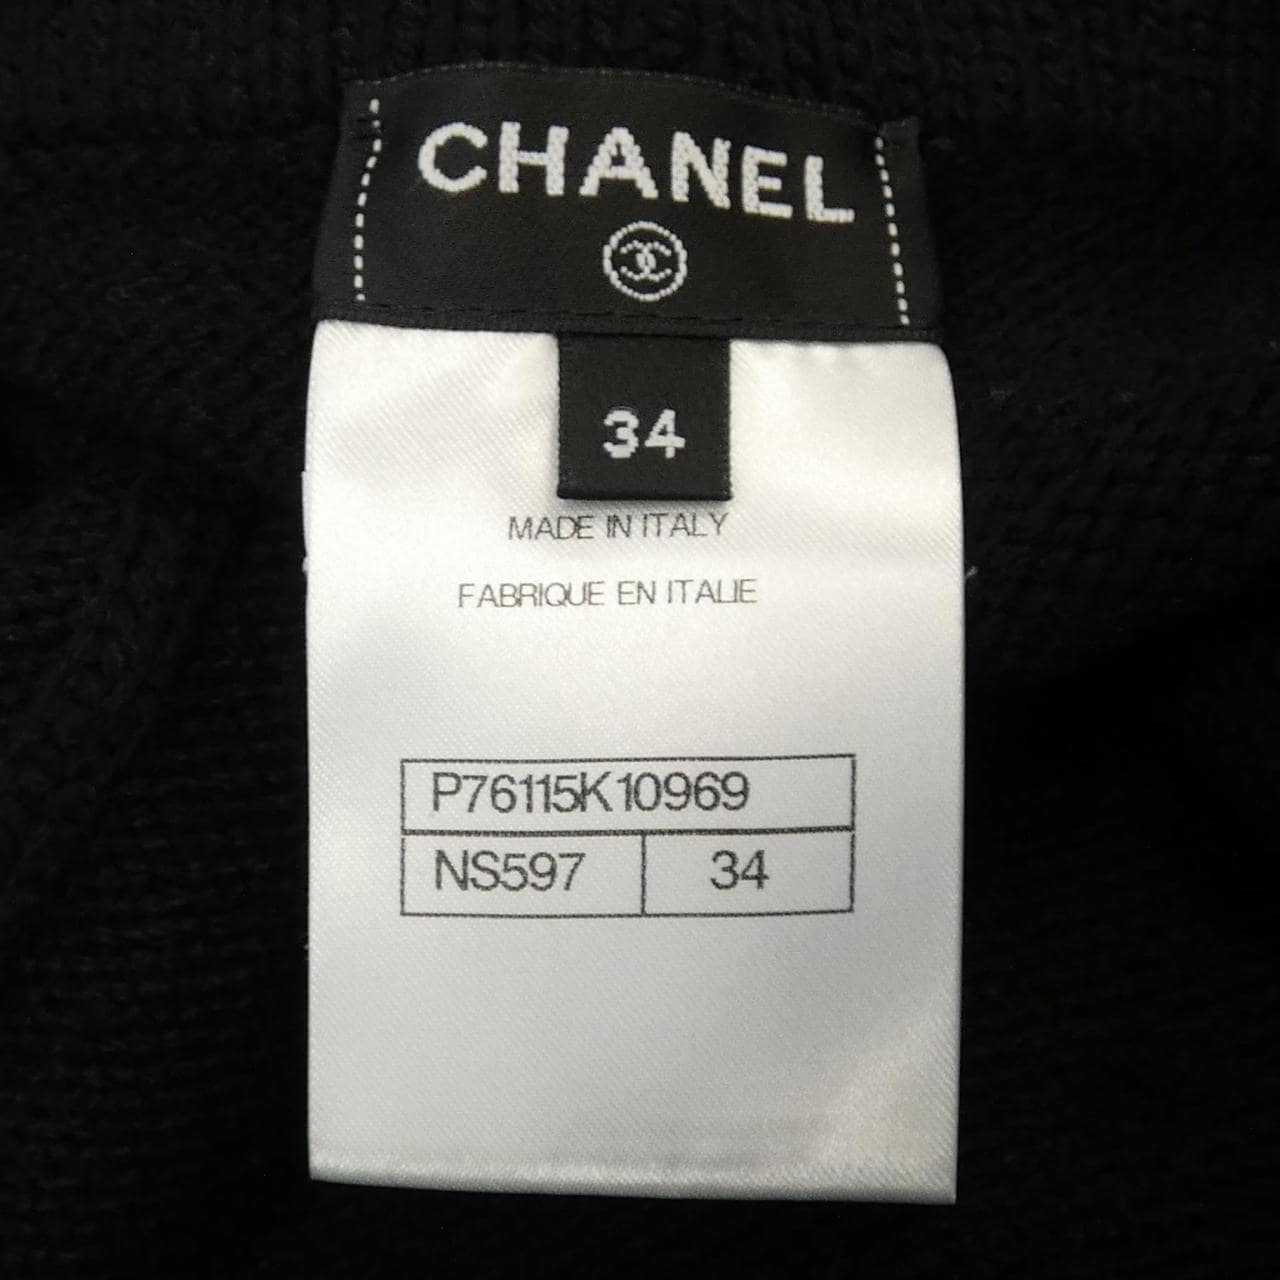 CHANEL
34
MADE IN ITALY
FABRIQUE EN ITALIE
P76115K10969
NS597 34